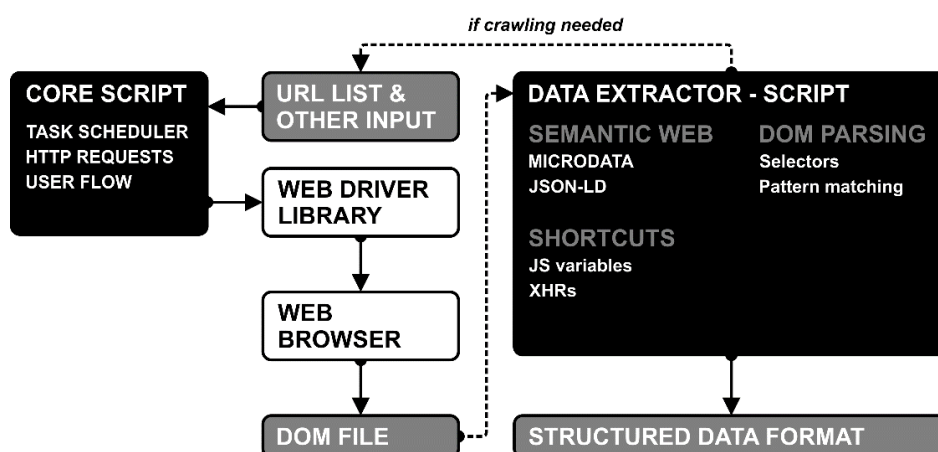 if crawling needed
CORE SCRIPT
TASK SCHEDULER
HTTP REQUESTS
USER FLOW
URL LIST &
OTHER INPUT
WEB DRIVER
LIBRARY
WEB
BROWSER
DOM FILE
DATA EXTRACTOR - SCRIPT
SEMANTIC WEB
MICRODATA
JSON-LD
DOM PARSING
Selectors
Pattern matching
SHORTCUTS
JS variables
XHRs
STRUCTURED DATA FORMAT